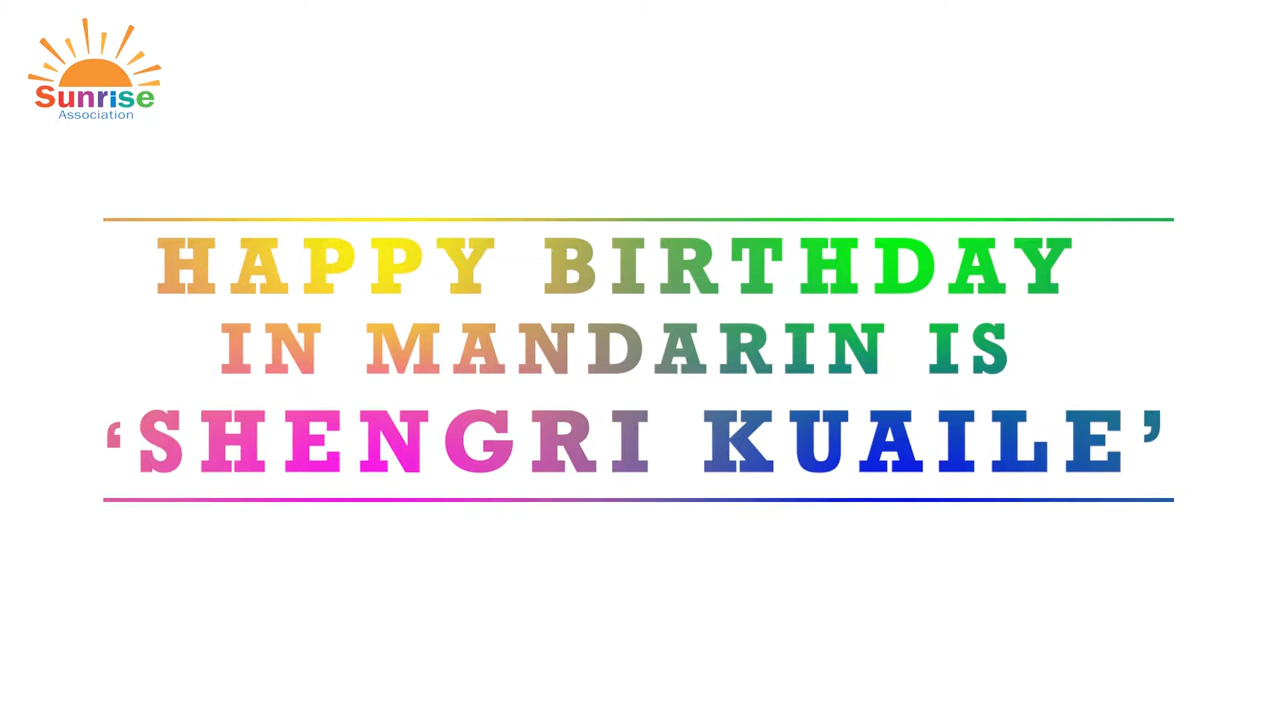 Sunrise
Association
HAPPY BIRTHDAY
IN MANDARIN IS
‘SHENGRI KUAILE’